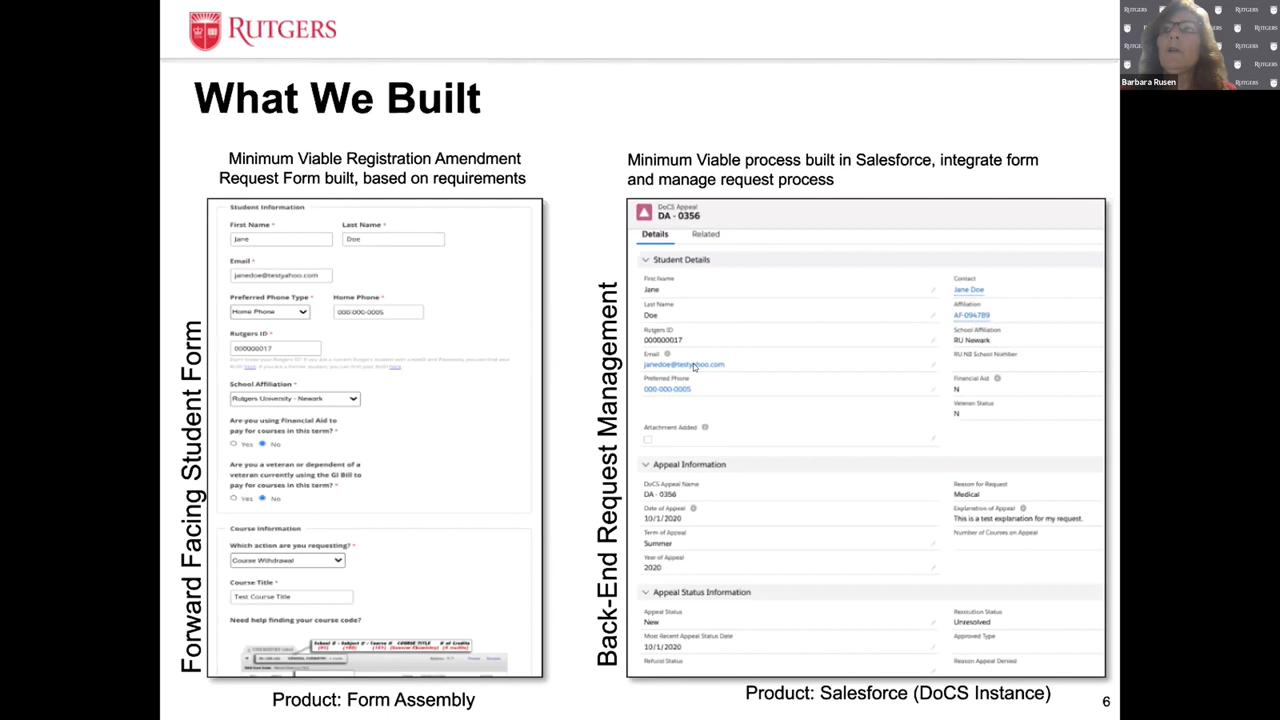 RUTGERS
Barbara Rusen
What We Built
Minimum Viable Registration Amendment
Request Form built, based on requirements
Forward Facing Student Form
Student Information
First Name *
Last Name *
Jane
Doe
Email *
janedoe@testyahoo.com
Preferred Phone Type *
Home Phone *
Home Phone
000-000-0005
Rutgers ID *
000000017
School Affiliation *
Rutgers University - Newark
Are you using Financial Aid to
pay for courses in this term? *
Yes
No
Are you a veteran or dependent of a
veteran currently using the GI Bill to
pay for courses in this term? *
Yes
No
Course Information
Which action are you requesting? *
Course Withdrawal
Course Title *
Test Course Title
Need help finding your course code?
Product: Form Assembly
Minimum Viable process built in Salesforce, integrate form
and manage request process
Back-End Request Management
DoCS Appeal
DA - 0356
Details
Related
Student Details
First Name
Contact
Jane
Jane Doe
Last Name
Affiliation
Doe
AF-094789
Rutgers ID
School Affiliation
000000017
RU Newark
Email
RU NB School Number
janedoe@testyahoo.com
Preferred Phone
Financial Aid
000-000-0005
N
Veteran Status
N
Attachment Added
Appeal Information
DoCS Appeal Name
Reason for Request
DA - 0356
Medical
Date of Appeal
Explanation of Appeal
10/1/2020
This is a test explanation for my request.
Term of Appeal
Number of Courses on Appeal
Summer
Year of Appeal
2020
Appeal Status Information
Appeal Status
Resolution Status
New
Unresolved
Most Recent Appeal Status Date
Approved Type
10/1/2020
Refund Status
Reason Appeal Denied
Product: Salesforce (DoCS Instance)
6